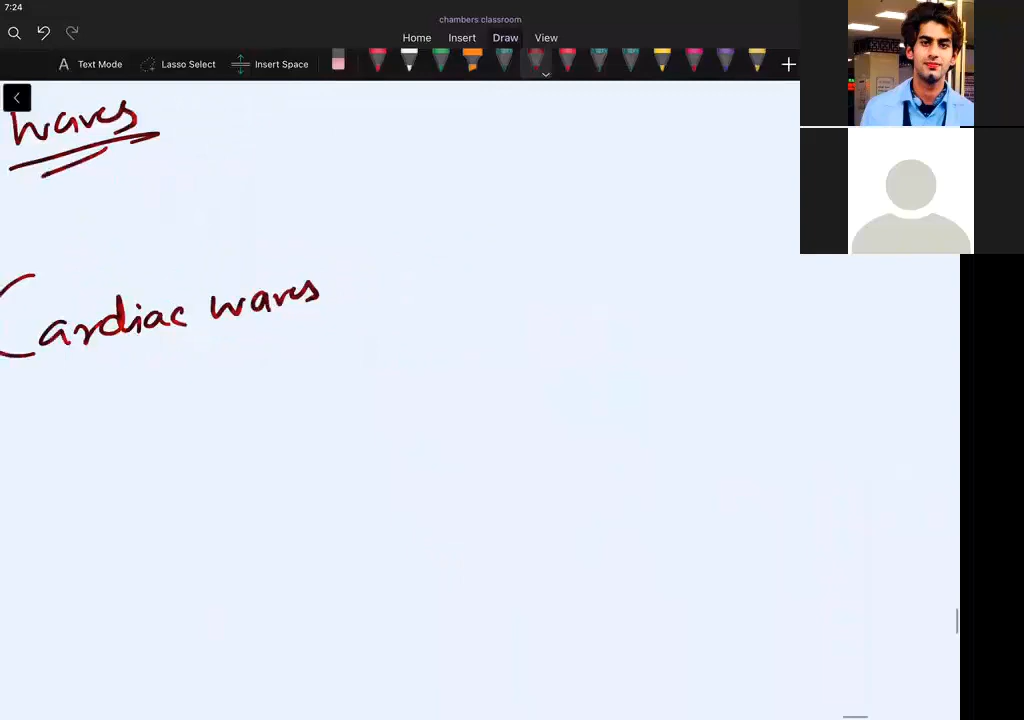 7:24
chambers classroom
Home Insert Draw View
A Text Mode Lasso Select Insert Space
Waves
Cardiac waves